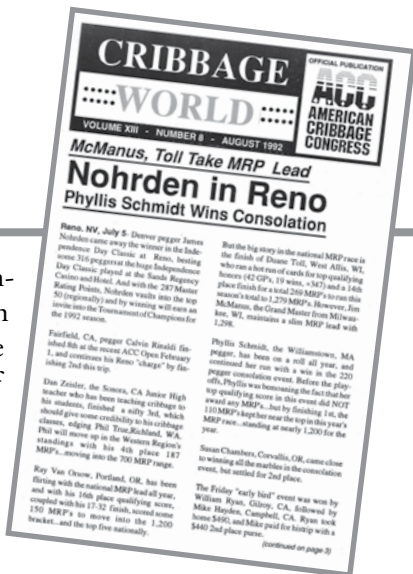 CRIBBAGE
WORLD
VOLUME XIII - NUMBER 8 - AUGUST 1992
OFFICIAL PUBLICATION
ACC
AMERICAN
CRIBBAGE
CONGRESS
McManus, Toll Take MRP Lead
Nohrden in Reno
Phyllis Schmidt Wins Consolation
Reno, NV, July 5- Denver pegger James
Nohrden came away the winner in the Inde-
pendence Day Classic at Reno, besting
some 316 peggers at the huge Independence
Day Classic played at the Sands Regency
Casino and Hotel. And with the 287 Master
Rating Points, Nohrden vaults into the top
50 (regionally) and by winning will earn an
invite into the Tournament of Champions for
the 1992 season.
Fairfield, CA, pegger Calvin Rinaldi fin-
ished 8th at the recent ACC Open February
1, and continues his Reno "charge" by fin-
ishing 2nd this trip.
Dan Zeisler, the Sonora, CA Junior High
teacher who has been teaching cribbage to
his students, finished a nifty 3rd, which
should give some credibility to his cribbage
classes, edging Phil Trus, Richland, WA.
Phil will move up in the Western Region's
standings with his 4th place 187
MRP's...moving into the 700 MRP range.
Ray Van Orsow, Portland, OR, has been
flirting with the national MRP lead all year,
and with his 16th place qualifying score,
coupled with his 17-32 finish, scored some
150 MRP's to move into the 1,200
bracket...and the top five nationally.
But the big story in the national MRP race is
the finish of Duane Toll, West Allis, WI,
who ran a hot run of cards for top qualifying
honors (42 GP's, 19 wins, +347) and a 14th
place finish for a total 269 MRP's to run this
season's total to 1,279 MRP's. However, Jim
McManus, the Grand Master from Milwau-
kee, WI, maintains a slim MRP lead with
1,298.
Phyllis Schmidt, the Williamstown, MA
pegger, has been on a roll all year, and
continued her run with a win in the 220
pegger consolation event. Before the play-
offs, Phyllis was bemoaning the fact that her
top qualifying score in this event did NOT
award any MRP's...but by finishing 1st, the
110 MRP's kept her near the top in this year's
MRP race...standing at nearly 1,200 for the
year.
Susan Chambers, Corvallis, OR, came close
to winning all the marbles in the consolation
event, but settled for 2nd place.
The Friday "early bird" event was won by
William Ryan, Gilroy, CA, followed by
Mike Hayden, Campbell, CA. Ryan took
home $490, and Mike paid for his trip with a
$440 2nd place purse.
(continued on page 3)